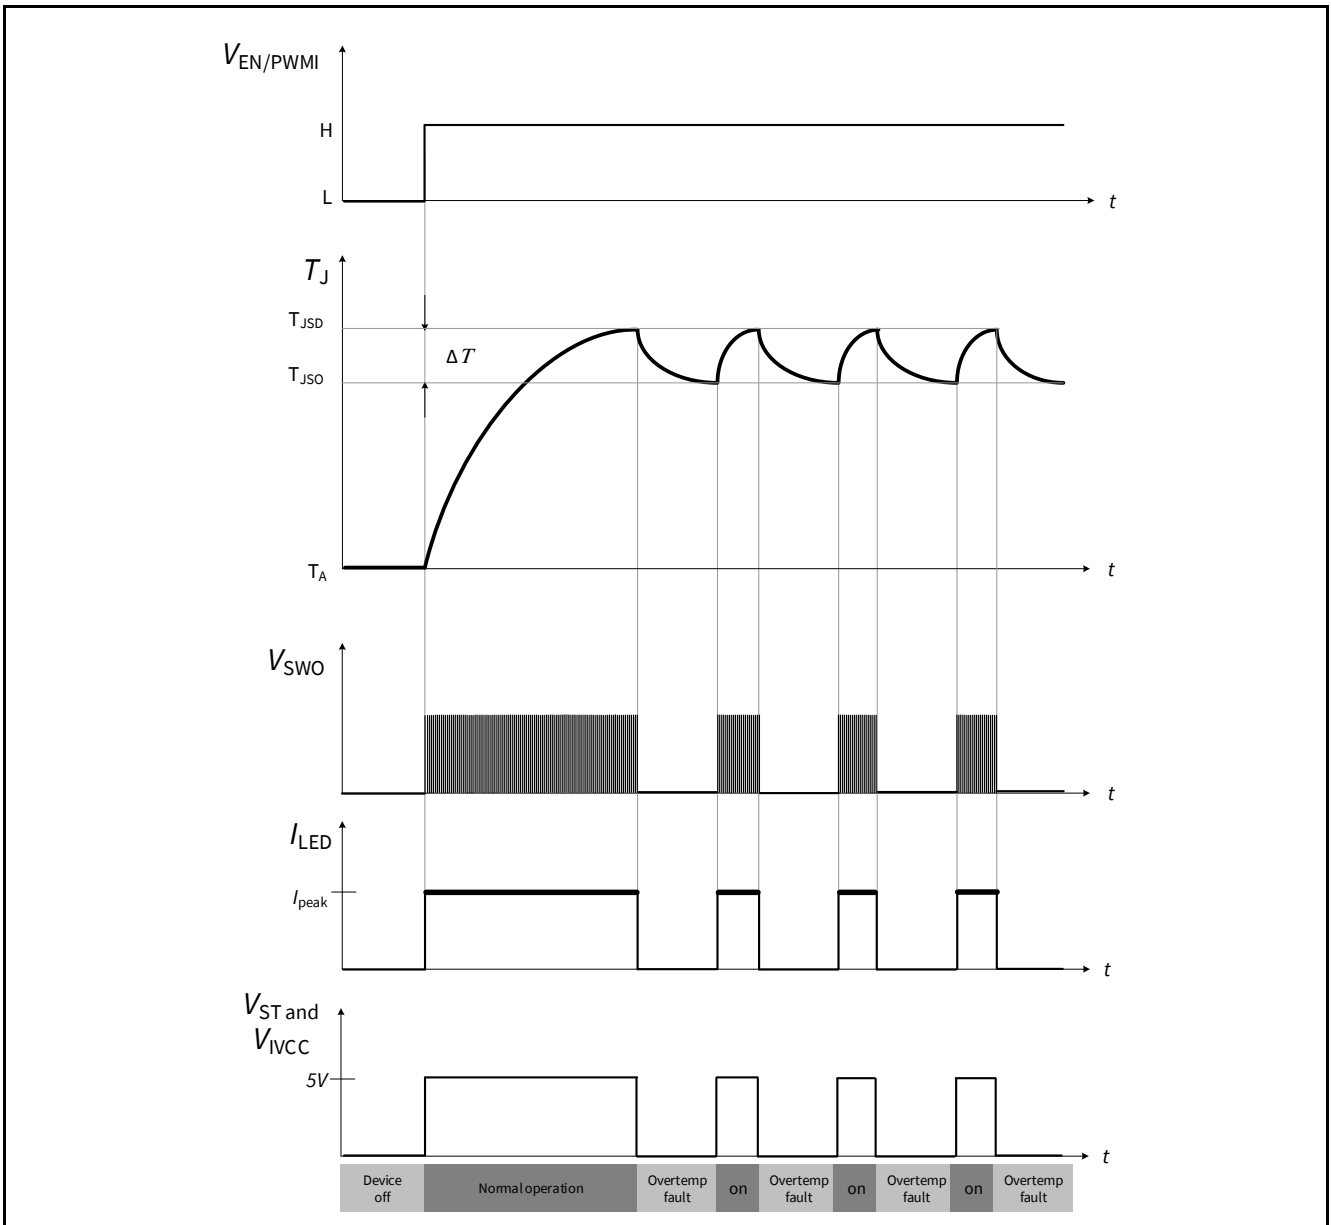 VEN/PWMI
H
L
t
TJ
TJSD
ΔT
TJSO
TA
t
VSWO
t
ILED
Ipeak
t
VST and
VIVCC
5V
t
Device
off
Normal operation
Overtemp
fault
on
Overtemp
fault
on
Overtemp
fault
on
Overtemp
fault